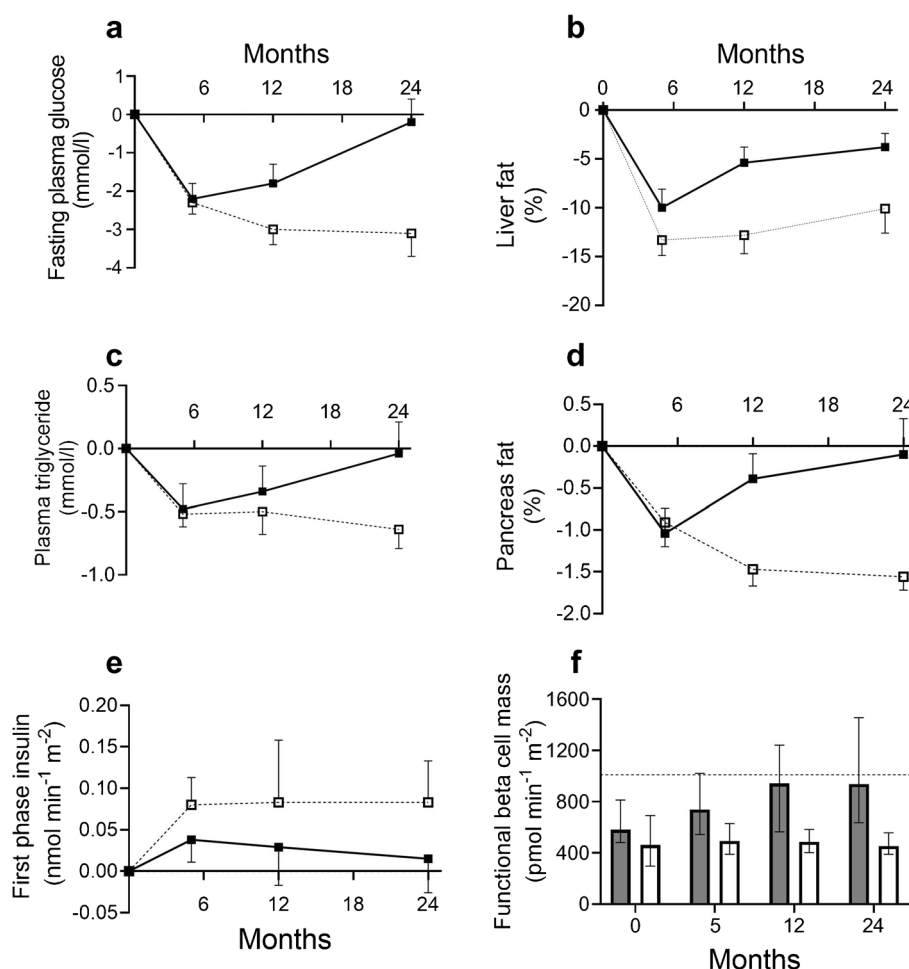 a
Months
Fasting plasma glucose
(mmol/l)
1
0
-1
-2
-3
-4
6
12
18
24
b
Months
Liver fat
(%)
0
6
12
18
24
0
-5
-10
-15
-20
c
Plasma triglyceride
(mmol/l)
0.5
0.0
-0.5
-1.0
6
12
18
24
d
Pancreas fat
(%)
0.5
0.0
-0.5
-1.0
-1.5
-2.0
6
12
18
24
e
First phase insulin
(nmol min⁻¹ m⁻²)
0.20
0.15
0.10
0.05
0.00
-0.05
6
12
18
24
Months
f
Functional beta cell mass
(pmol min⁻¹ m⁻²)
1600
1200
800
400
0
0
5
12
24
Months